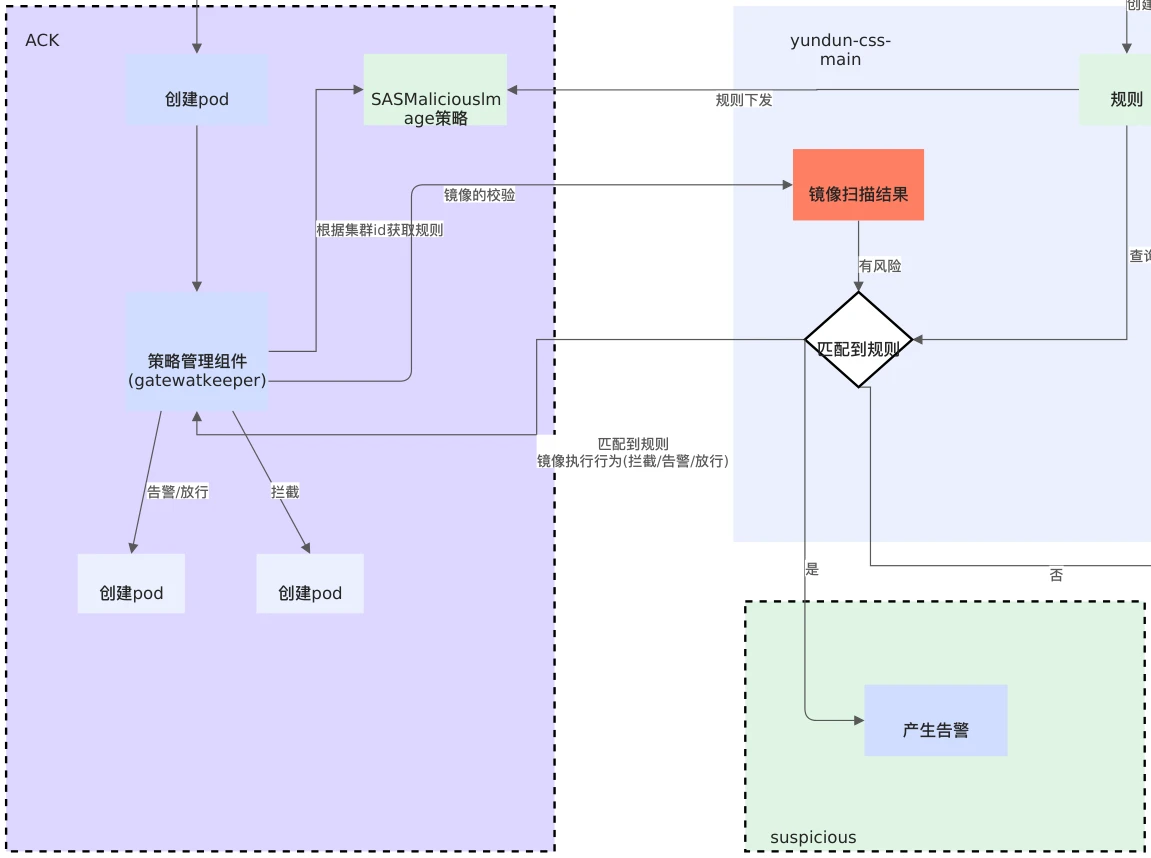 ACK
创建pod
SASMaliciousIm
age策略
规则下发
yundun-css-
main
规则
镜像扫描结果
镜像的校验
根据集群id获取规则
有风险
匹配到规则
策略管理组件
(gatewatkeeper)
匹配到规则
镜像执行行为(拦截/告警/放行)
告警/放行
拦截
创建pod
创建pod
是
否
产生告警
suspicious